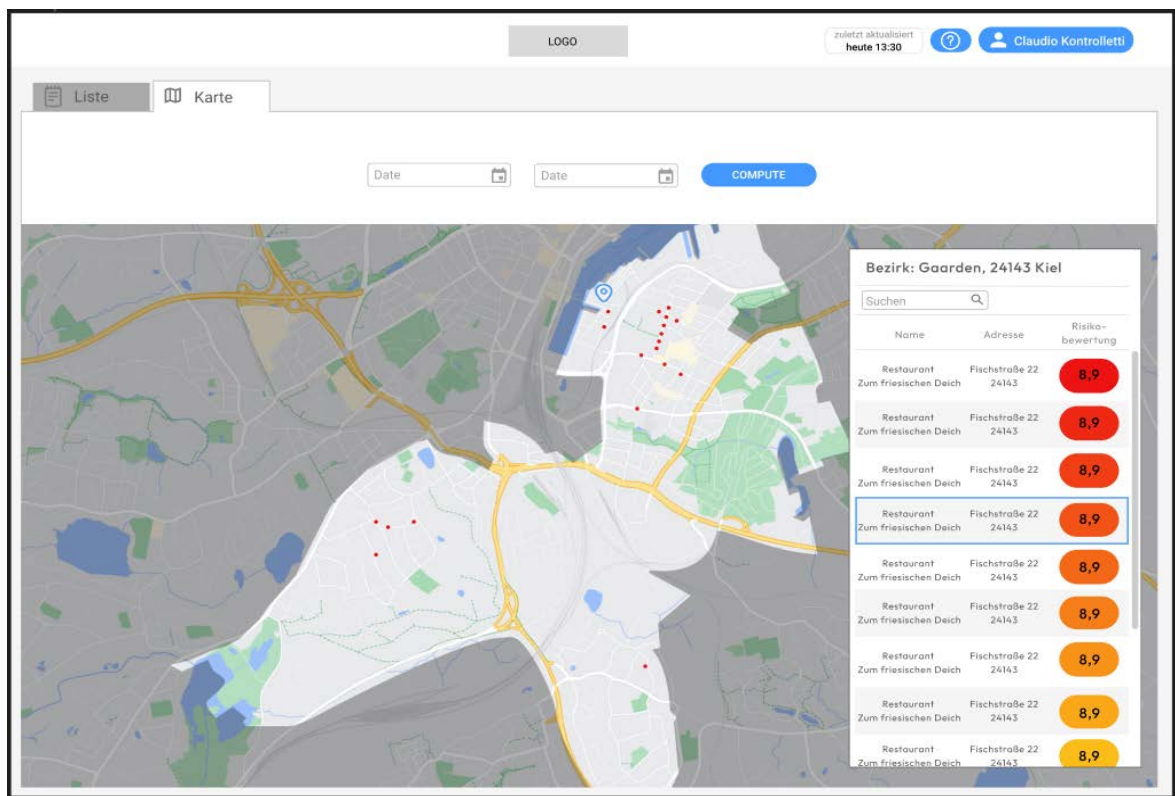 LOGO
zuletzt aktualisiert
heute 13:30
Claudio Kontrolletti
Liste
Karte
Date
Date
COMPUTE
Bezirk: Gaarden, 24143 Kiel
Suchen
Name Adresse Risiko-
bewertung
Restaurant Fischstraße 22
Zum friesischen Deich 24143
8,9
Restaurant Fischstraße 22
Zum friesischen Deich 24143
8,9
Restaurant Fischstraße 22
Zum friesischen Deich 24143
8,9
Restaurant Fischstraße 22
Zum friesischen Deich 24143
8,9
Restaurant Fischstraße 22
Zum friesischen Deich 24143
8,9
Restaurant Fischstraße 22
Zum friesischen Deich 24143
8,9
Restaurant Fischstraße 22
Zum friesischen Deich 24143
8,9
Restaurant Fischstraße 22
Zum friesischen Deich 24143
8,9
Restaurant Fischstraße 22
Zum friesischen Deich 24143
8,9